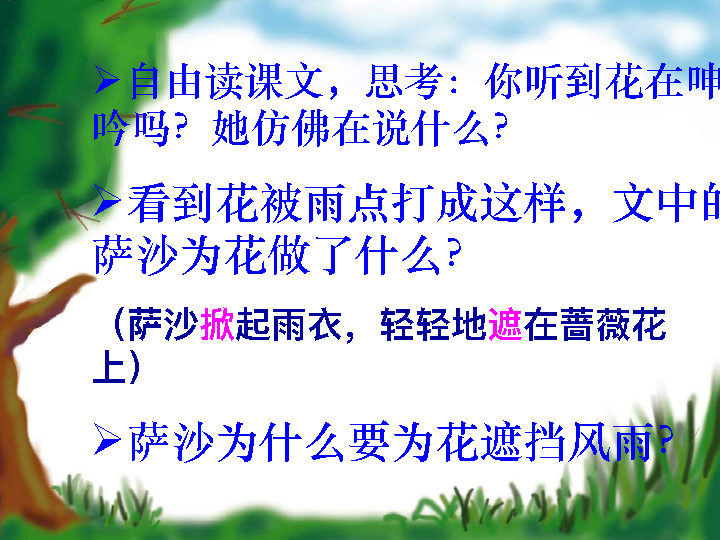 ➢自由读课文，思考：你听到花在呻
吟吗？她仿佛在说什么？
➢看到花被雨点打成这样，文中的
萨沙为花做了什么？
（萨沙掀起雨衣，轻轻地遮在蔷薇花
上）
➢萨沙为什么要为花遮挡风雨？